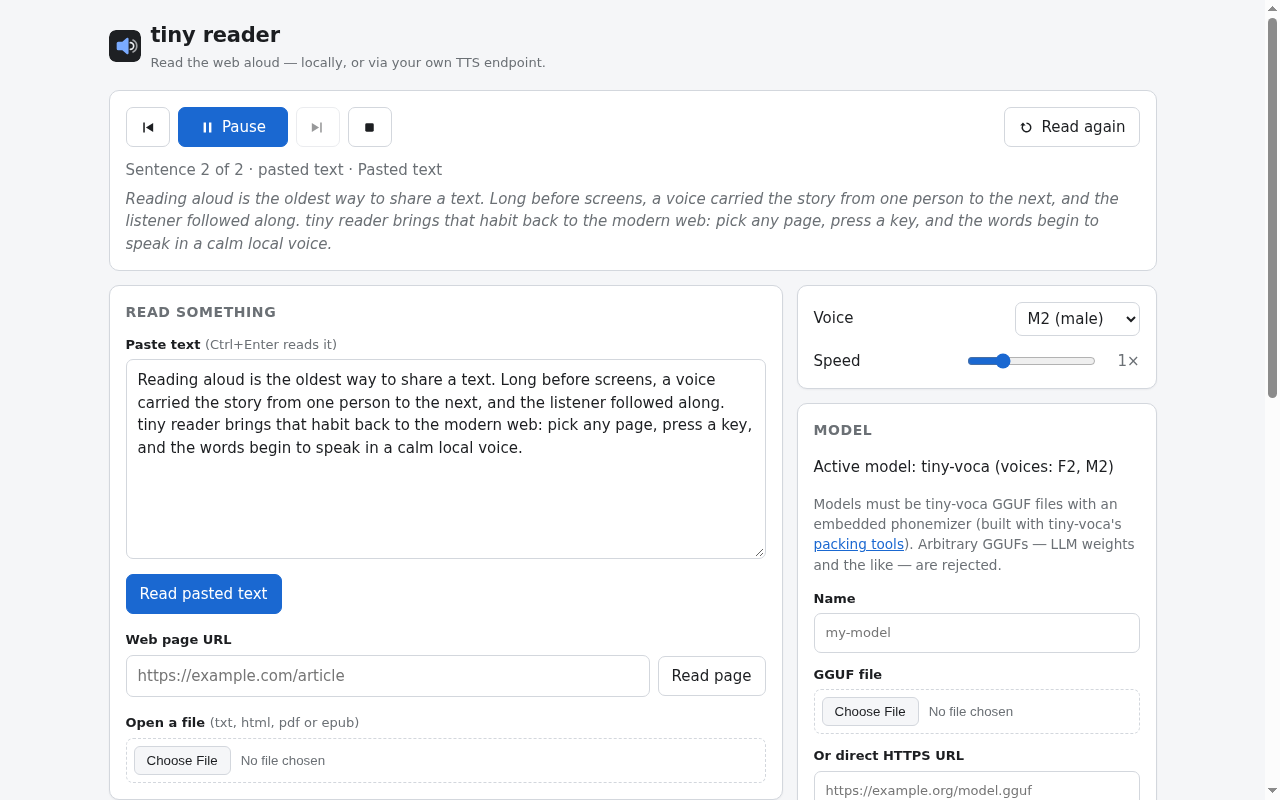 tiny reader
Read the web aloud — locally, or via your own TTS endpoint.
Pause
Read again
Sentence 2 of 2 · pasted text · Pasted text
Reading aloud is the oldest way to share a text. Long before screens, a voice carried the story from one person to the next, and the
listener followed along. tiny reader brings that habit back to the modern web: pick any page, press a key, and the words begin to
speak in a calm local voice.
READ SOMETHING
Paste text (Ctrl+Enter reads it)
Reading aloud is the oldest way to share a text. Long before screens, a voice
carried the story from one person to the next, and the listener followed along.
tiny reader brings that habit back to the modern web: pick any page, press a key,
and the words begin to speak in a calm local voice.
Read pasted text
Web page URL
https://example.com/article
Read page
Open a file (txt, html, pdf or epub)
Choose File No file chosen
Voice
M2 (male)
Speed
1×
MODEL
Active model: tiny-voca (voices: F2, M2)
Models must be tiny-voca GGUF files with an
embedded phonemizer (built with tiny-voca's
packing tools). Arbitrary GGUFs — LLM weights
and the like — are rejected.
Name
my-model
GGUF file
Choose File No file chosen
Or direct HTTPS URL
https://example.org/model.gguf